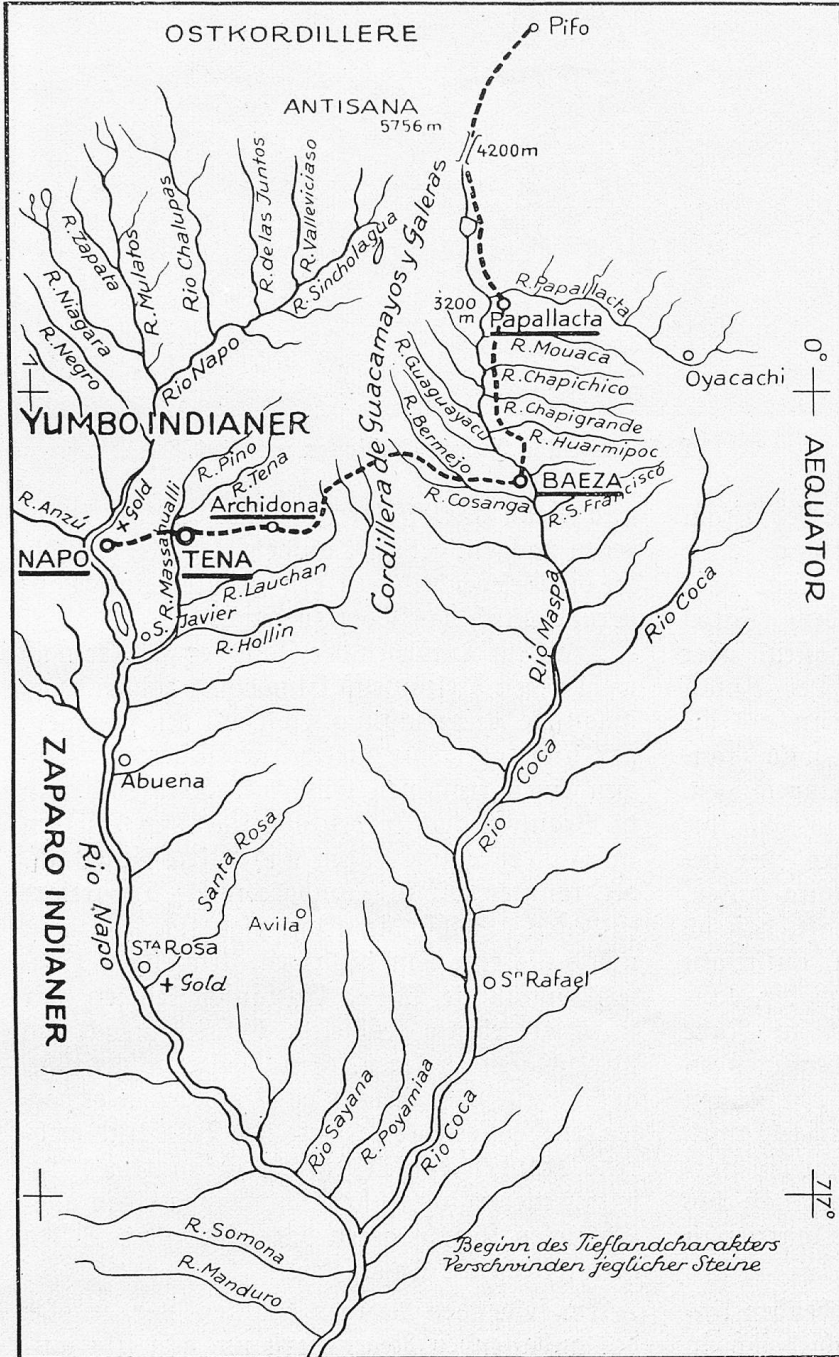 OSTKORDILLERE
Pifo
ANTISANA
5756 m
4200m
Cordillera de Guacamayos y Galeras
R. Zapata
R. Mulatos
Rio Chalupas
R. de las Juntos
R. Valleviciaso
R. Sincholagua
R. Niagara
R. Negro
Rio Napo
R. Papallacta
3200
m
Papallacta
R. Mouaca
Oyacachi
R. Chapichico
R. Chapigrande
R. Huarmipoc
R. Guaguayacu
R. Bermejo
0°
AEQUATOR
YUMBO INDIANER
R. Pino
R. Tena
R. Anzú
+ Gold
Archidona
R. Cosanga
BAEZA
R. S. Francisco
NAPO
R. Massahualli
TENA
R. Lauchan
S. Javier
R. Hollin
Rio Maspa
Rio Coca
ZAPARO INDIANER
Abuena
Rio Coca
Rio Napo
Santa Rosa
Avila
STA ROSA
+ Gold
Sn Rafael
Rio Sayana
R. Poyamiaa
Rio Coca
77°
R. Somona
R. Manduro
Beginn des Tieflandcharakters
Verschwinden jeglicher Steine